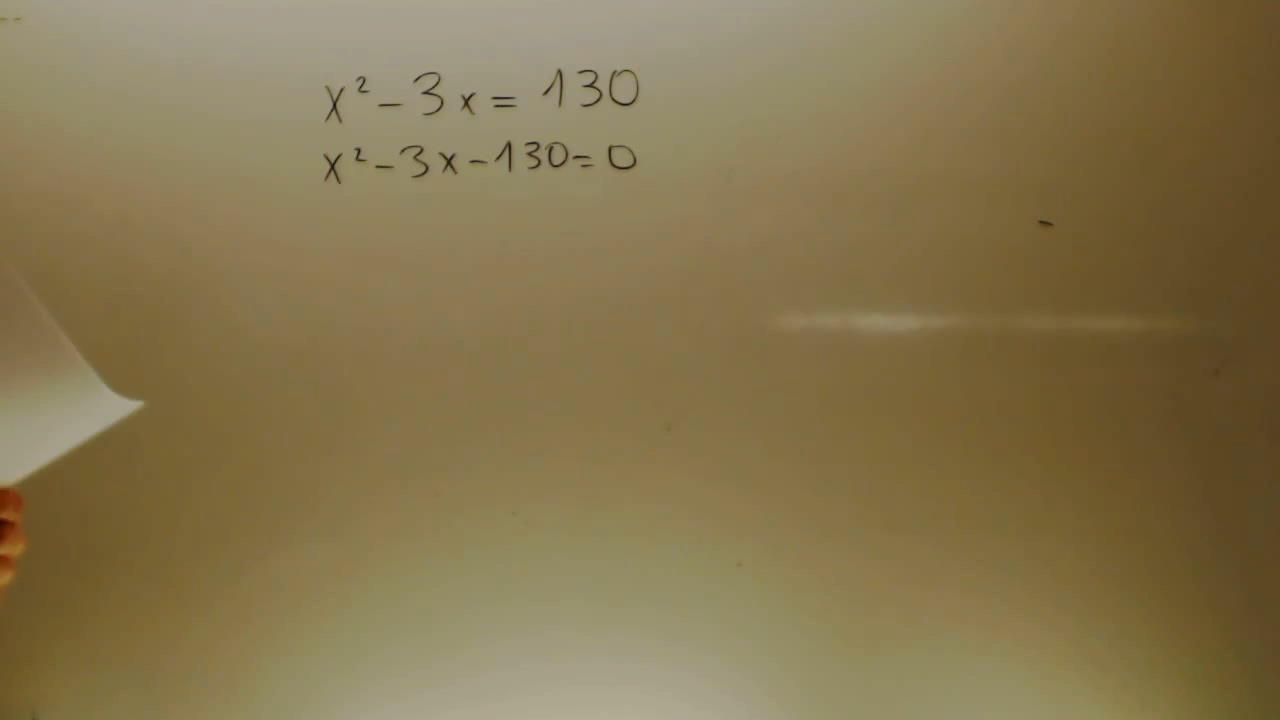 x² - 3x = 130
x² - 3x - 130 = 0